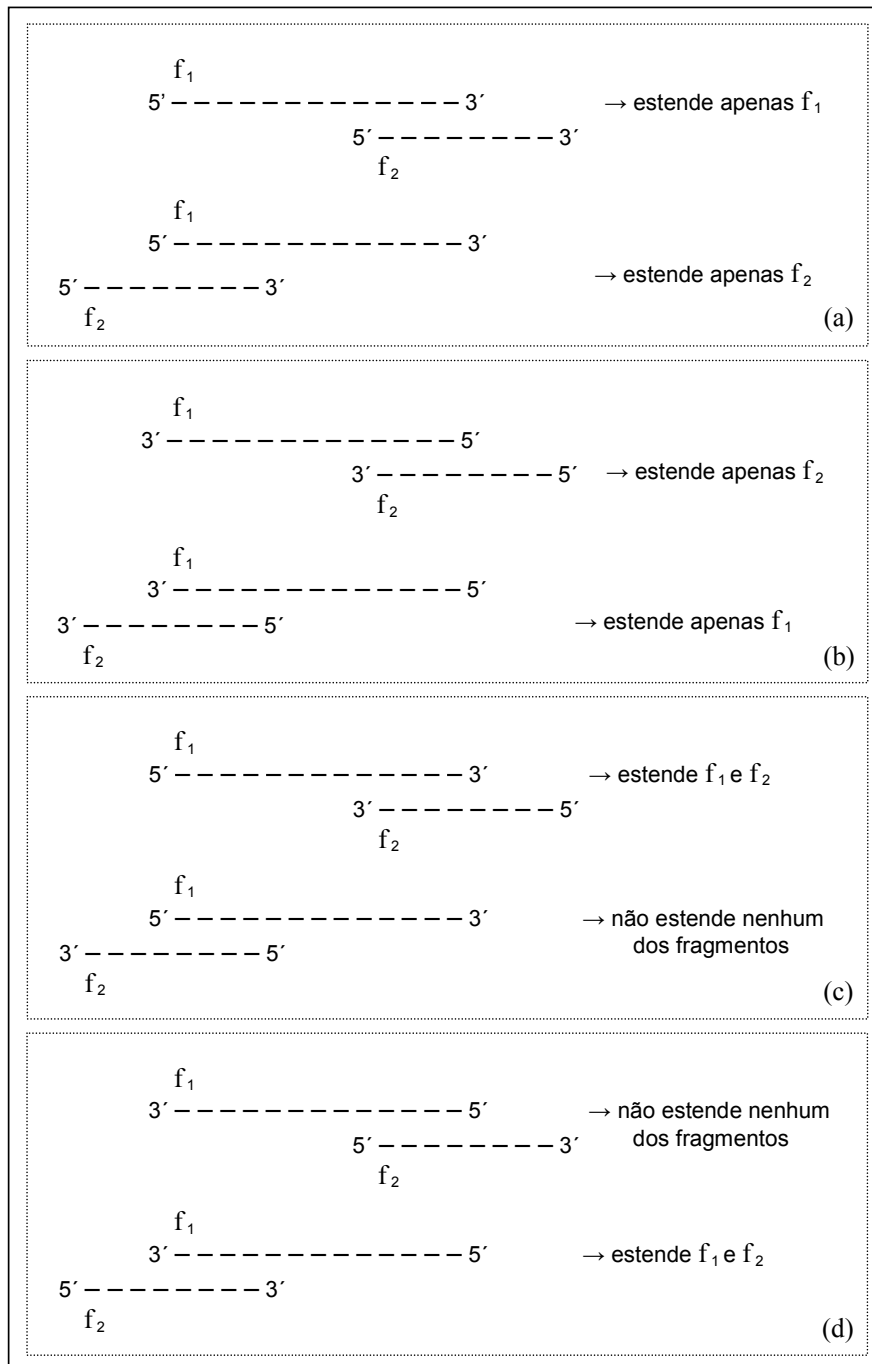 f₁
5' – – – – – – – – – – – – – 3´ → estende apenas f₁
5´ – – – – – – – – 3´
f₂
f₁
5´ – – – – – – – – – – – – – 3´
5´ – – – – – – – – 3´ → estende apenas f₂
f₂
(a)
f₁
3´ – – – – – – – – – – – – – 5´
3´ – – – – – – – – 5´ → estende apenas f₂
f₂
f₁
3´ – – – – – – – – – – – – – 5´
3´ – – – – – – – – 5´ → estende apenas f₁
f₂
(b)
f₁
5´ – – – – – – – – – – – – – 3´ → estende f₁ e f₂
3´ – – – – – – – – 5´
f₂
f₁
5´ – – – – – – – – – – – – – 3´ → não estende nenhum
3´ – – – – – – – – 5´ dos fragmentos
f₂
(c)
f₁
3´ – – – – – – – – – – – – – 5´ → não estende nenhum
5´ – – – – – – – – 3´ dos fragmentos
f₂
f₁
3´ – – – – – – – – – – – – – 5´ → estende f₁ e f₂
5´ – – – – – – – – 3´
f₂
(d)